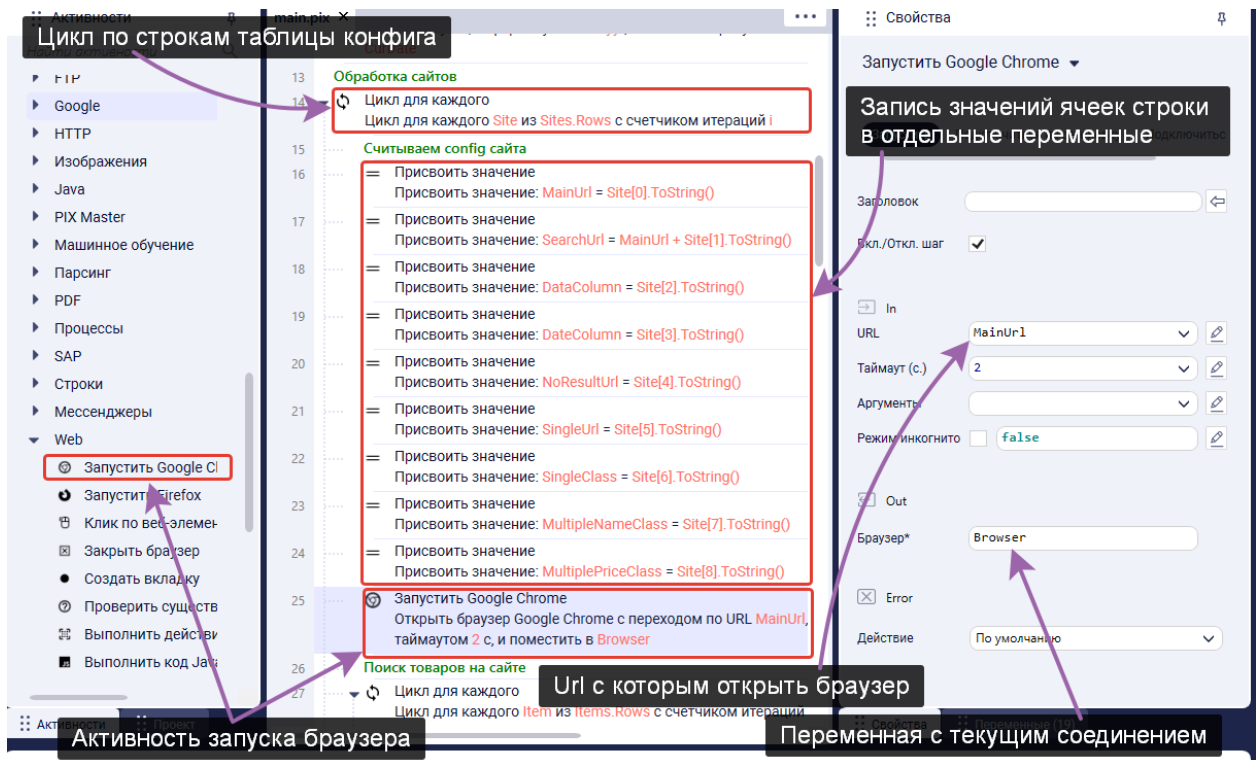 Активности
main.pix
Свойства
Цикл по строкам таблицы конфига
Найти активность
FTP
Google
HTTP
Изображения
Java
PIX Master
Машинное обучение
Парсинг
PDF
Процессы
SAP
Строки
Мессенджеры
Web
Запустить Google Cl
Запустить Firefox
Клик по веб-элемен
Закрыть браузер
Создать вкладку
Проверить существ
Выполнить действи
Выполнить код Java
Активности
Проект
Активность запуска браузера
13 Обработка сайтов
14 Цикл для каждого
Цикл для каждого Site из Sites.Rows с счетчиком итераций i
15 Считываем config сайта
16 Присвоить значение
Присвоить значение: MainUrl = Site[0].ToString()
17 Присвоить значение
Присвоить значение: SearchUrl = MainUrl + Site[1].ToString()
18 Присвоить значение
Присвоить значение: DataColumn = Site[2].ToString()
19 Присвоить значение
Присвоить значение: DateColumn = Site[3].ToString()
20 Присвоить значение
Присвоить значение: NoResultUrl = Site[4].ToString()
21 Присвоить значение
Присвоить значение: SingleUrl = Site[5].ToString()
22 Присвоить значение
Присвоить значение: SingleClass = Site[6].ToString()
23 Присвоить значение
Присвоить значение: MultipleNameClass = Site[7].ToString()
24 Присвоить значение
Присвоить значение: MultiplePriceClass = Site[8].ToString()
25 Запустить Google Chrome
Открыть браузер Google Chrome с переходом по URL MainUrl,
таймаутом 2 с, и поместить в Browser
26 Поиск товаров на сайте
27 Цикл для каждого
Цикл для каждого Item из Items.Rows с счетчиком итераций
Запустить Google Chrome
Запись значений ячеек строки
в отдельные переменные
Заголовок
Вкл./Откл. шаг
In
URL MainUrl
Таймаут (с.) 2
Аргументы
Режим инкогнито false
Out
Браузер* Browser
Error
Действие По умолчанию
Url с которым открыть браузер
Свойства
Переменные (19)
Переменная с текущим соединением